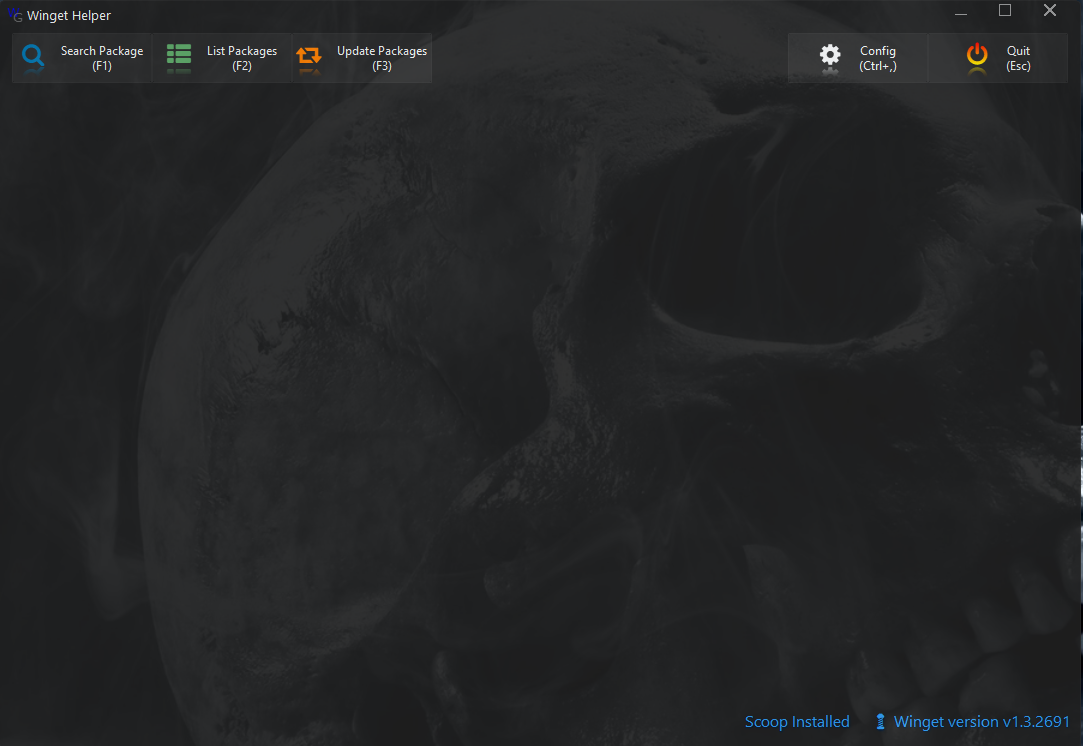 Winget Helper
Search Package
(F1)
List Packages
(F2)
Update Packages
(F3)
Config
(Ctrl+,)
Quit
(Esc)
Scoop Installed
Winget version v1.3.2691